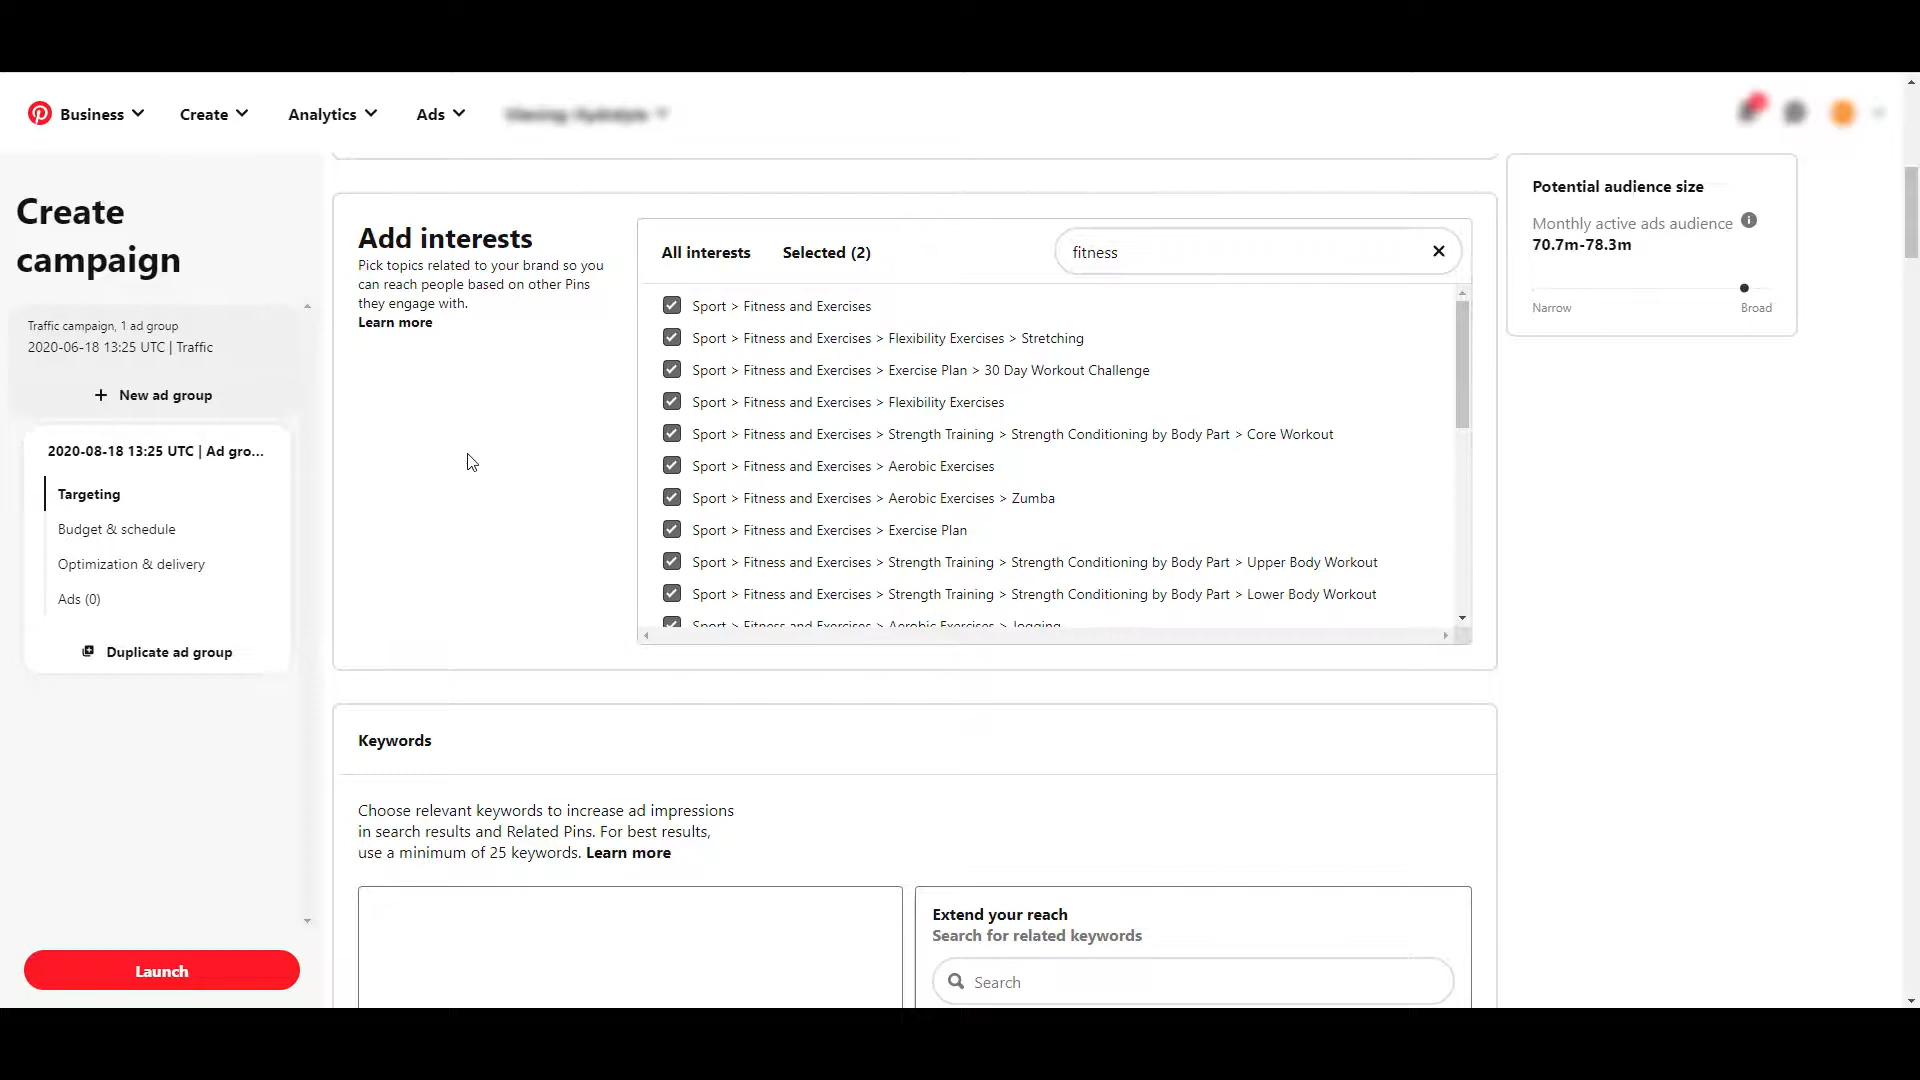 Business
Create
Analytics
Ads
Create
campaign
Traffic campaign, 1 ad group
2020-06-18 13:25 UTC | Traffic
+ New ad group
2020-08-18 13:25 UTC | Ad gro...
Targeting
Budget & schedule
Optimization & delivery
Ads (0)
Duplicate ad group
Launch
Add interests
Pick topics related to your brand so you
can reach people based on other Pins
they engage with.
Learn more
All interests
Selected (2)
fitness
Sport > Fitness and Exercises
Sport > Fitness and Exercises > Flexibility Exercises > Stretching
Sport > Fitness and Exercises > Exercise Plan > 30 Day Workout Challenge
Sport > Fitness and Exercises > Flexibility Exercises
Sport > Fitness and Exercises > Strength Training > Strength Conditioning by Body Part > Core Workout
Sport > Fitness and Exercises > Aerobic Exercises
Sport > Fitness and Exercises > Aerobic Exercises > Zumba
Sport > Fitness and Exercises > Exercise Plan
Sport > Fitness and Exercises > Strength Training > Strength Conditioning by Body Part > Upper Body Workout
Sport > Fitness and Exercises > Strength Training > Strength Conditioning by Body Part > Lower Body Workout
Sport > Fitness and Exercises > Aerobic Exercises > Jogging
Keywords
Choose relevant keywords to increase ad impressions
in search results and Related Pins. For best results,
use a minimum of 25 keywords. Learn more
Extend your reach
Search for related keywords
Search
Potential audience size
Monthly active ads audience
70.7m-78.3m
Narrow
Broad